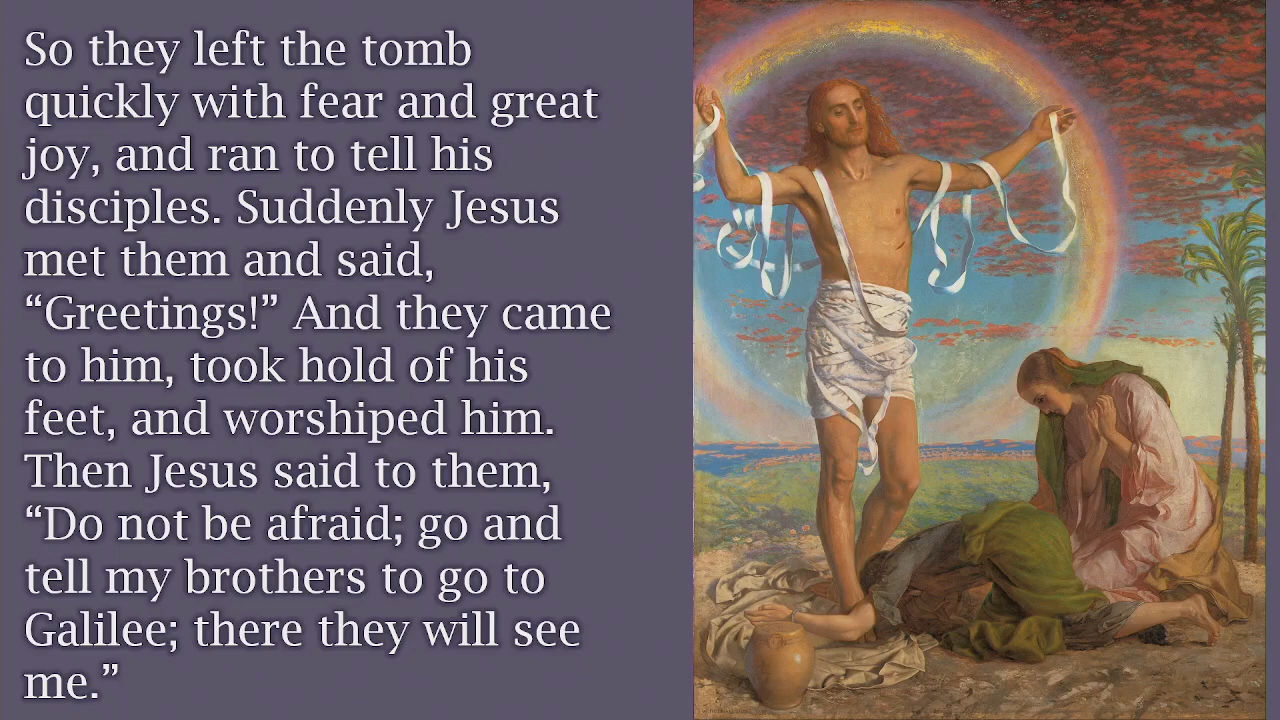 So they left the tomb
quickly with fear and great
joy, and ran to tell his
disciples. Suddenly Jesus
met them and said,
“Greetings!” And they came
to him, took hold of his
feet, and worshiped him.
Then Jesus said to them,
“Do not be afraid; go and
tell my brothers to go to
Galilee; there they will see
me.”